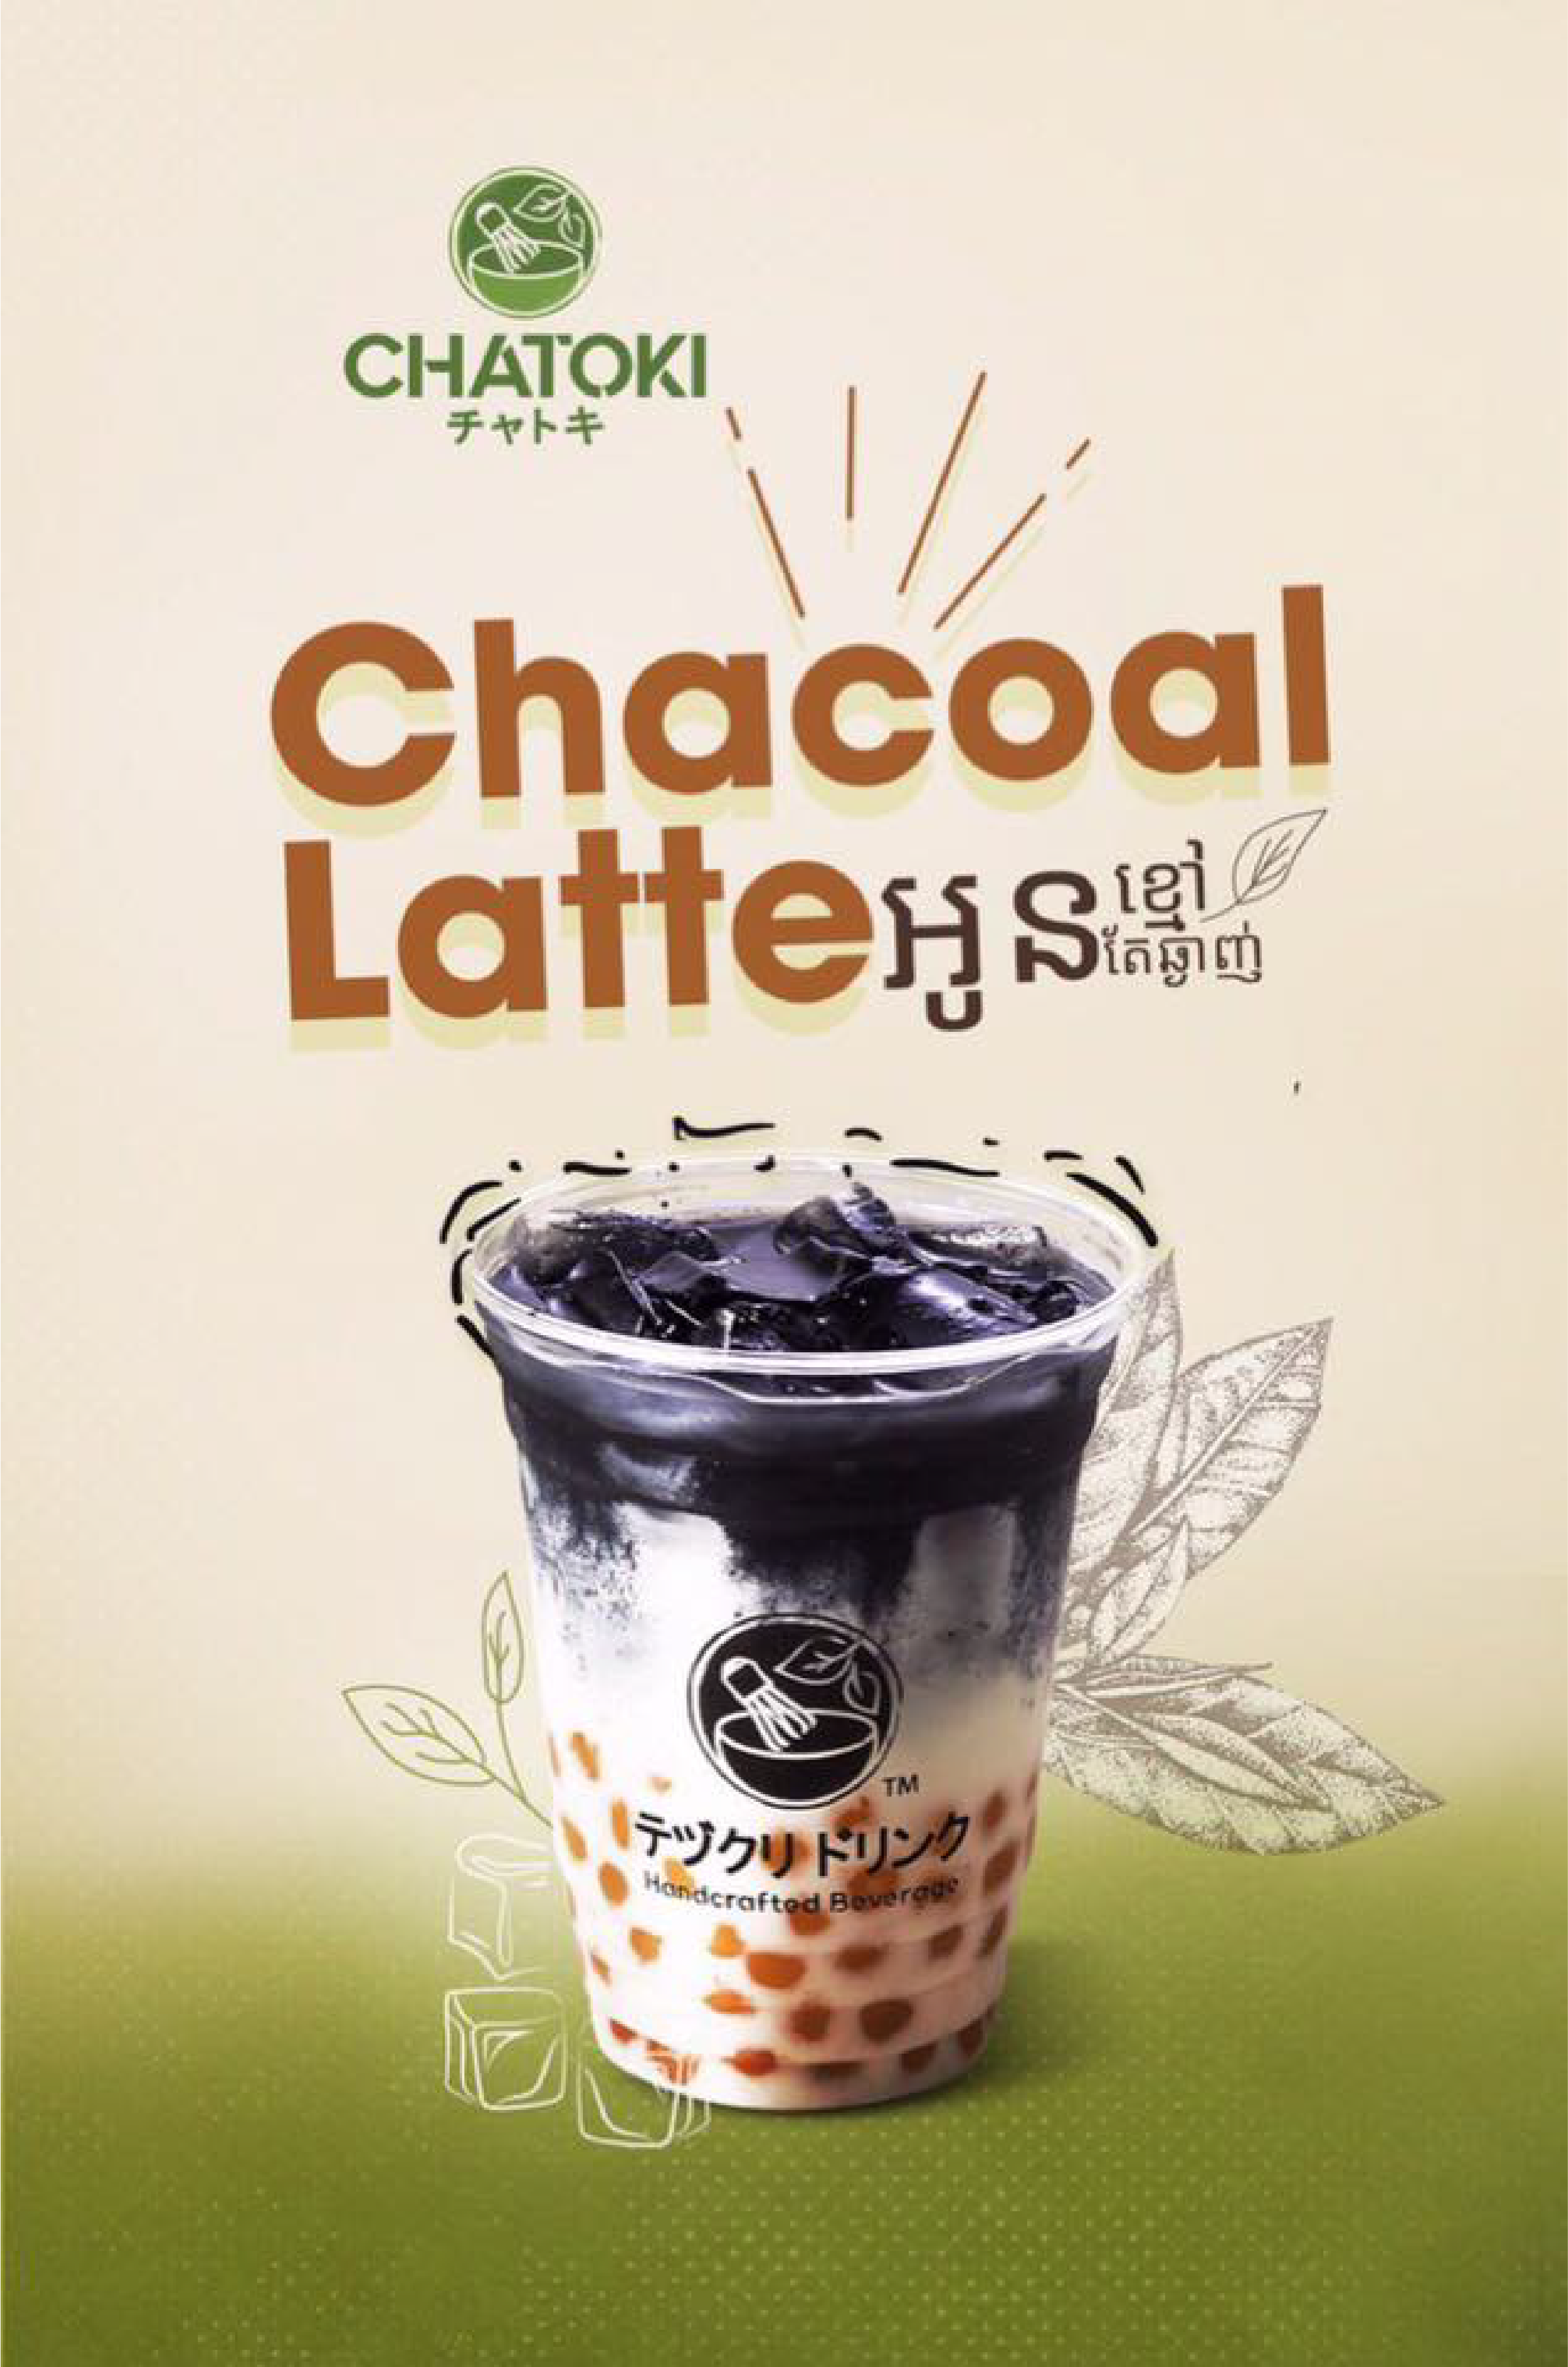 CHATOKI
チャトキ
Chacoal
Latte អូន ខ្មៅ
តែឆ្ងាញ់
TM
テヅクリ ドリンク
Handcrafted Beverage